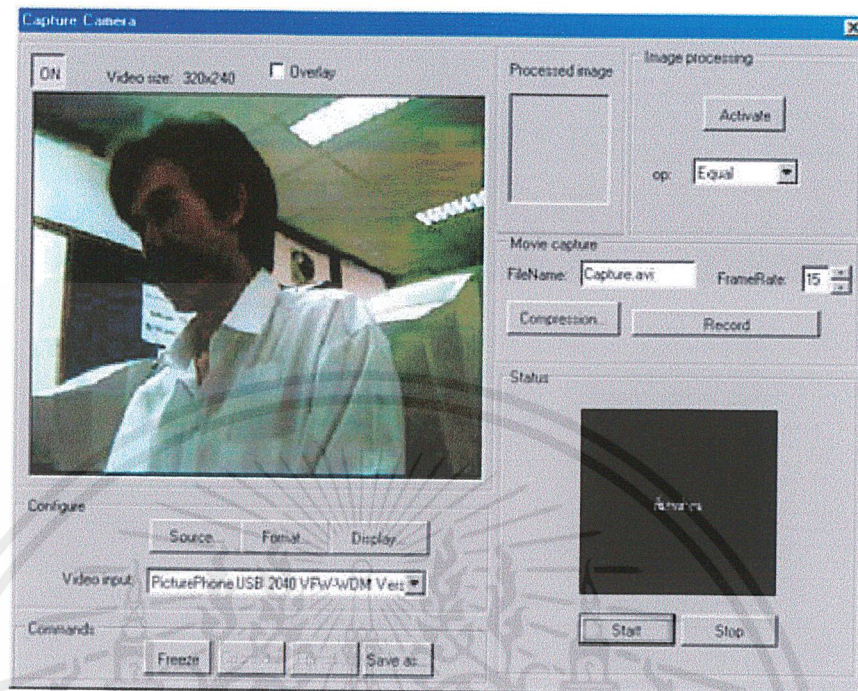 Capture Camera
ON
Video size: 320x240
Overlay
Processed image
Image processing
Activate
op:
Equal
Movie capture
FileName:
Capture.avi
FrameRate:
15
Compression...
Record
Status
Configure
Source...
Format...
Display...
Video input:
PicturePhone USB 2040 VFW-WDM Vers
Start
Stop
Commands
Freeze
Save as...